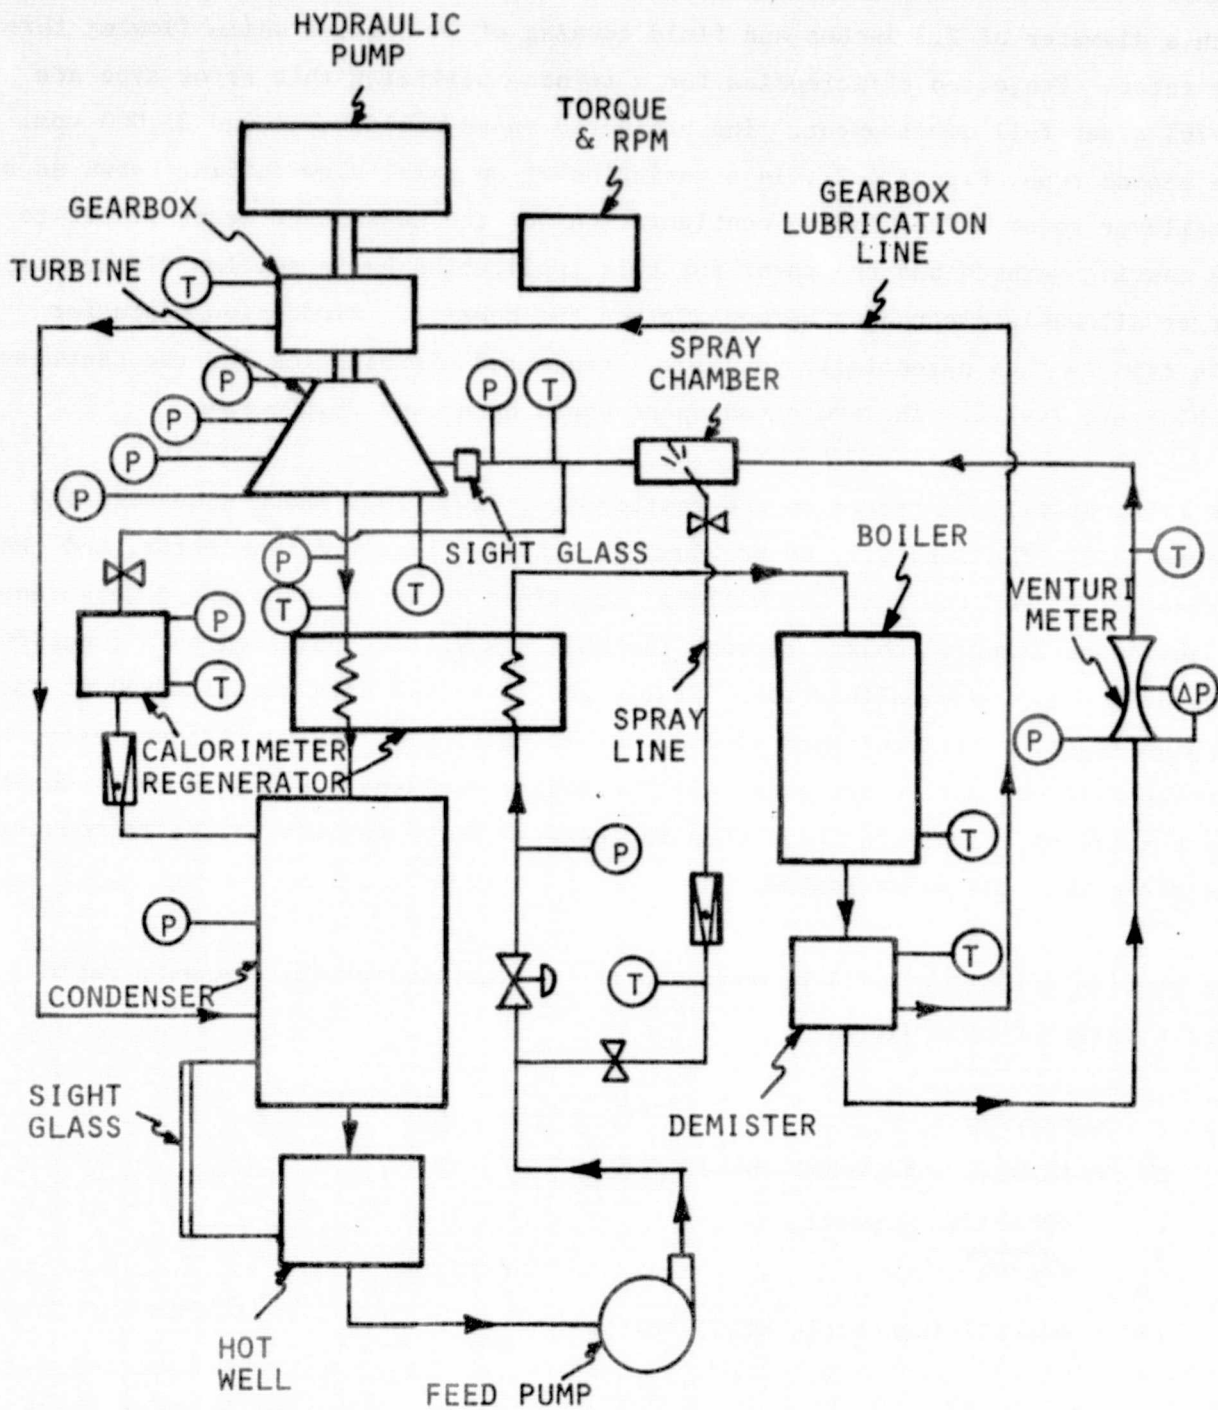 HYDRAULIC
PUMP
TORQUE
& RPM
GEARBOX
GEARBOX
LUBRICATION
LINE
TURBINE
T
P
P
P
P
P
T
SPRAY
CHAMBER
SIGHT GLASS
P
T
T
BOILER
VENTURI
METER
T
ΔP
P
P
T
CALORIMETER
REGENERATOR
SPRAY
LINE
P
T
P
T
T
CONDENSER
SIGHT
GLASS
DEMISTER
HOT
WELL
FEED PUMP